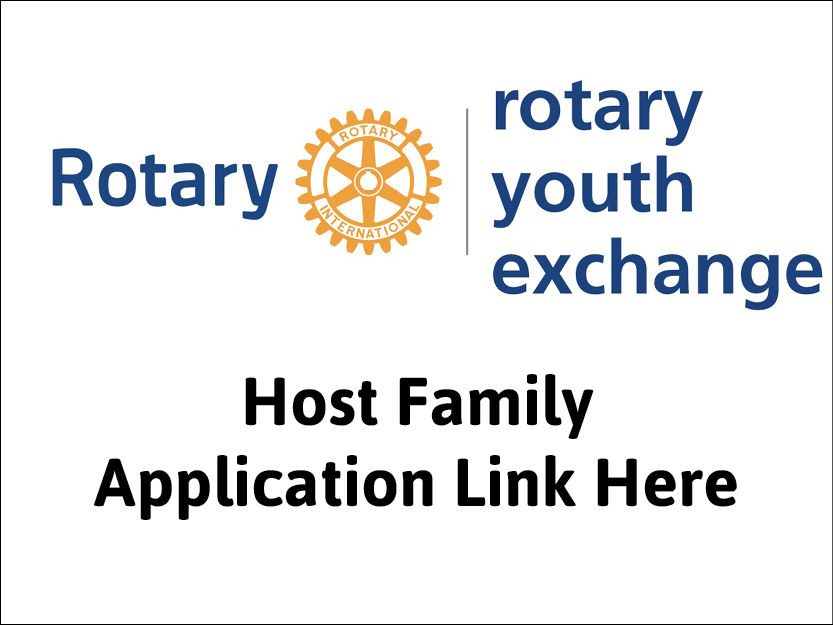 Rotary
ROTARY
INTERNATIONAL
rotary
youth
exchange
Host Family
Application Link Here